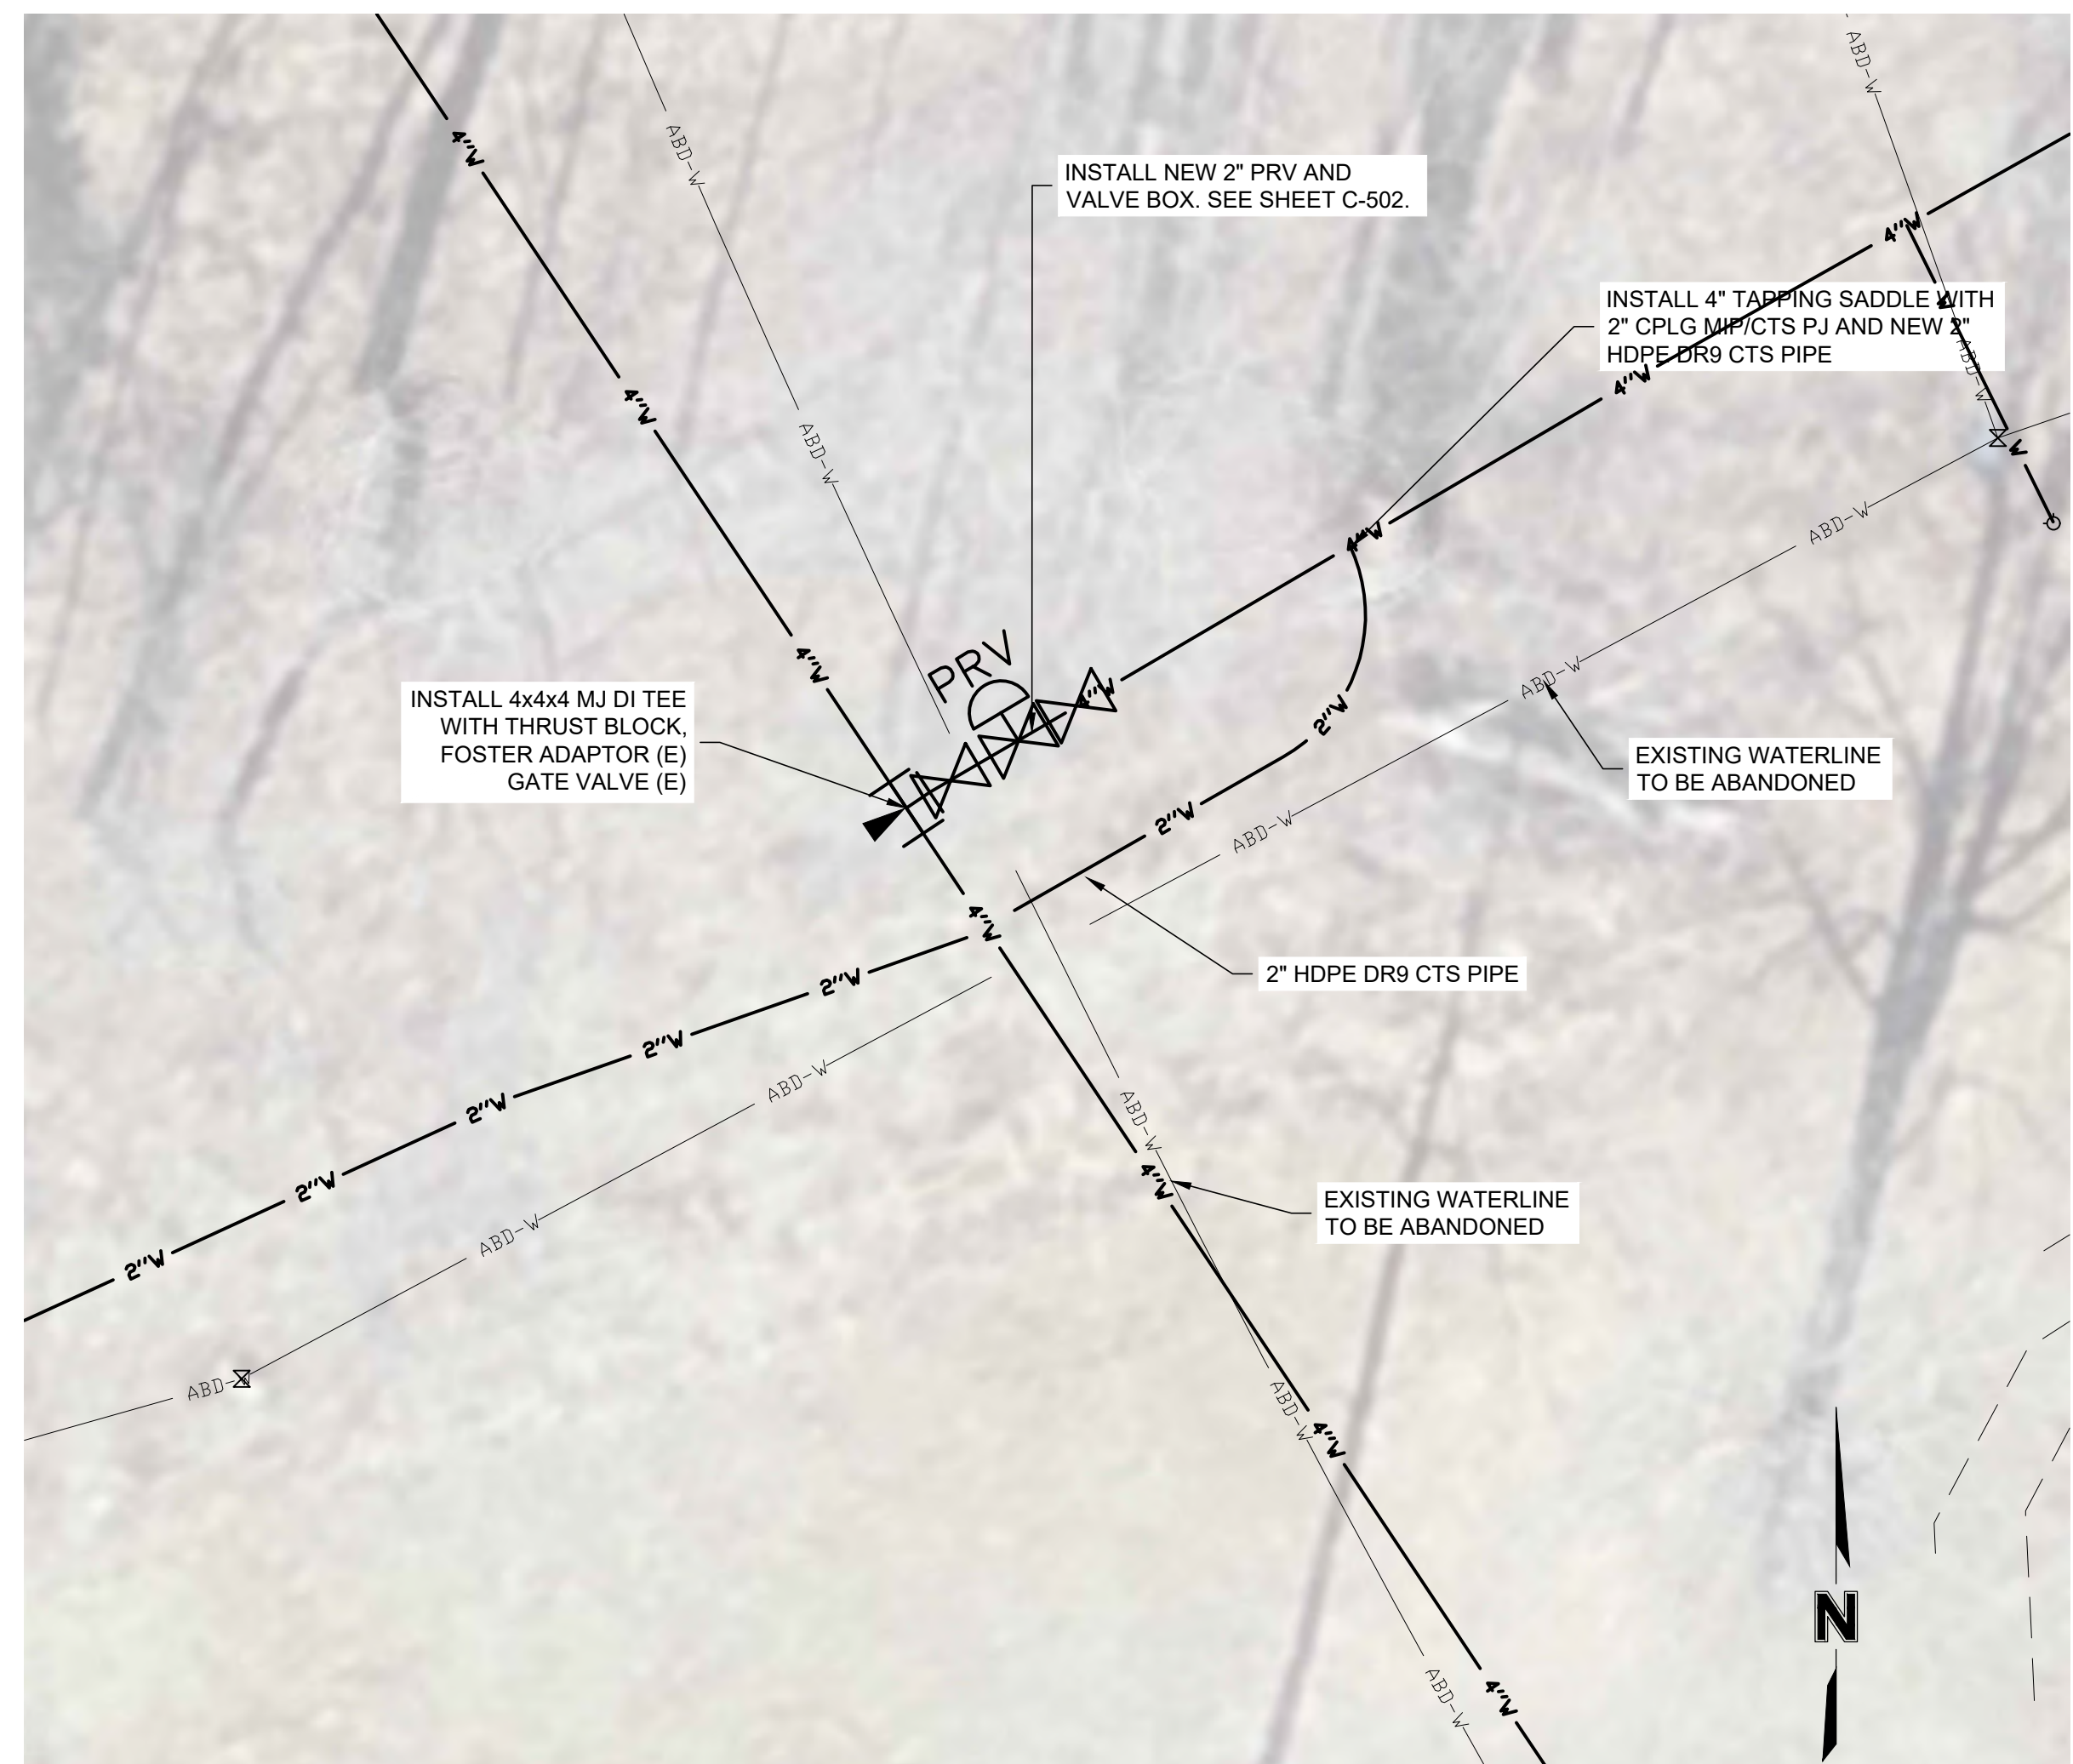 ABD-W
4"W
ABD-W
INSTALL NEW 2" PRV AND
VALVE BOX. SEE SHEET C-502.
4"W
INSTALL 4" TAPPING SADDLE WITH
2" CPLG MIP/CTS PJ AND NEW 2"
HDPE DR9 CTS PIPE
ABD-W
4"W
4"W
ABD-W
W
ABD-W
4"W
PRV
4"W
4"W
ABD-W
2"W
INSTALL 4x4x4 MJ DI TEE
WITH THRUST BLOCK,
FOSTER ADAPTOR (E)
GATE VALVE (E)
EXISTING WATERLINE
TO BE ABANDONED
2"W
ABD-W
4"W
2" HDPE DR9 CTS PIPE
2"W
2"W
ABD-W
2"W
ABD-W
4"W
2"W
EXISTING WATERLINE
TO BE ABANDONED
ABD-W
2"W
ABD-W
ABD-W
4"W
N
ABD-W
4"W